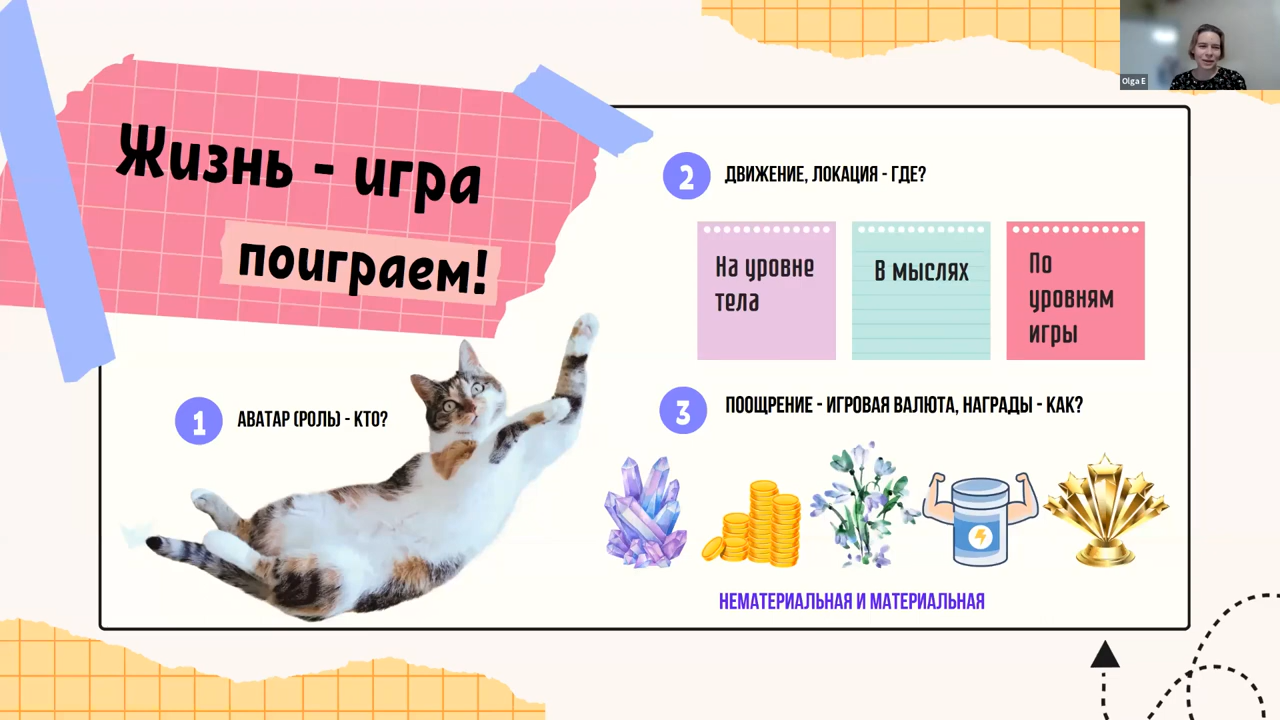 Жизнь - игра
поиграем!
1
АВАТАР (РОЛЬ) - КТО?
2
ДВИЖЕНИЕ, ЛОКАЦИЯ - ГДЕ?
На уровне
тела
В мыслях
По
уровням
игры
3
ПООЩРЕНИЕ - ИГРОВАЯ ВАЛЮТА, НАГРАДЫ - КАК?
НЕМАТЕРИАЛЬНАЯ И МАТЕРИАЛЬНАЯ
Olga E